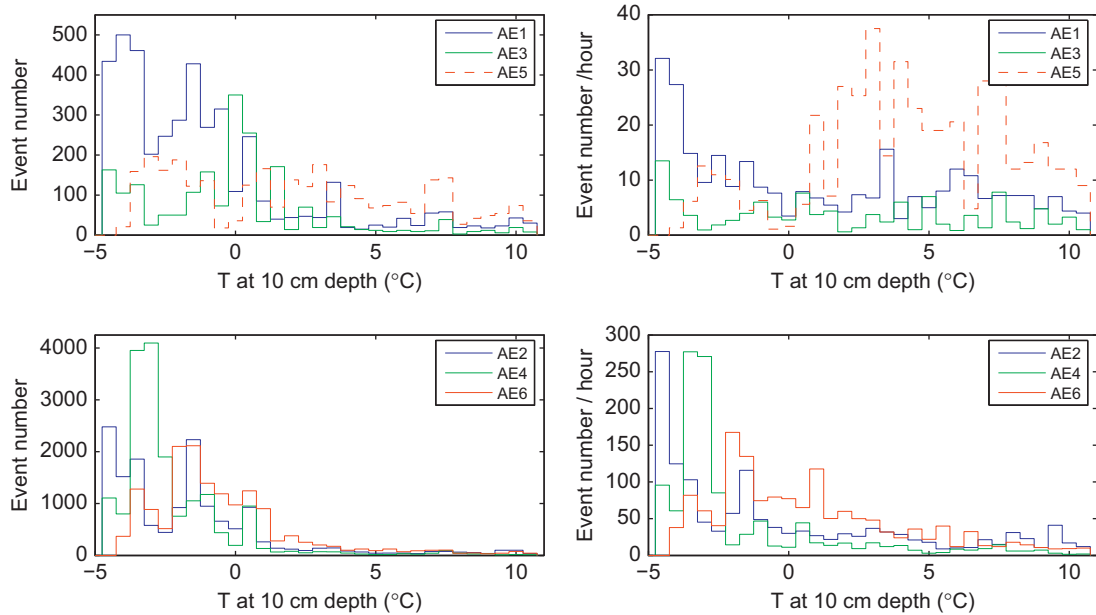 500
400
300
200
100
0
Event number
−5
0
5
10
T at 10 cm depth (°C)
AE1
AE3
AE5
40
30
20
10
0
Event number /hour
−5
0
5
10
T at 10 cm depth (°C)
AE1
AE3
AE5
4000
3000
2000
1000
0
Event number
−5
0
5
10
T at 10 cm depth (°C)
AE2
AE4
AE6
300
250
200
150
100
50
0
Event number / hour
−5
0
5
10
T at 10 cm depth (°C)
AE2
AE4
AE6